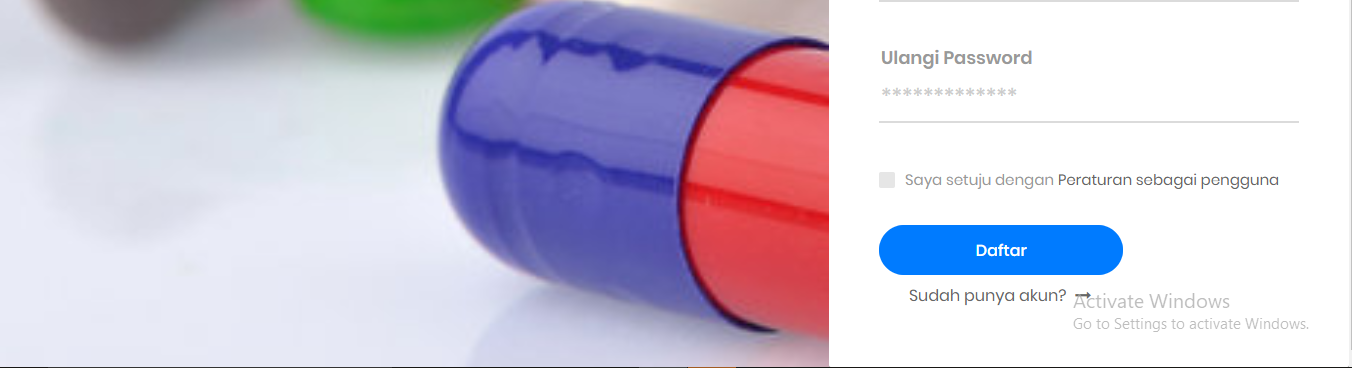 Ulangi Password
*************
Saya setuju dengan Peraturan sebagai pengguna
Daftar
Sudah punya akun? →
Activate Windows
Go to Settings to activate Windows.